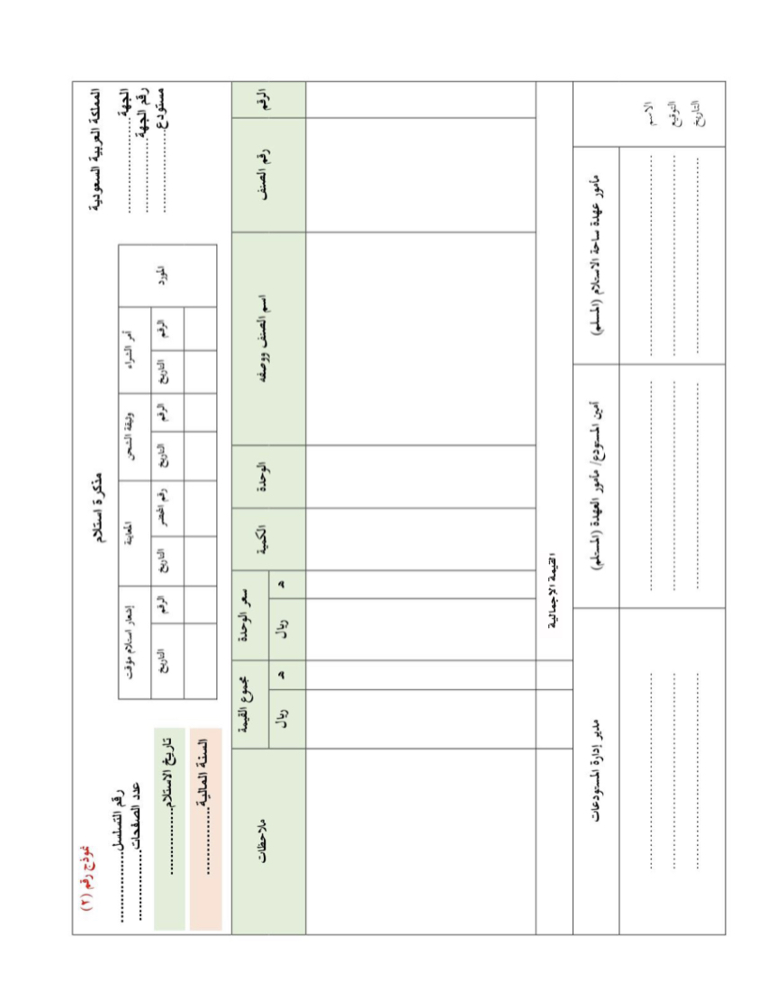 المملكة العربية السعودية
الجهة....................
رقم الجهة....................
مستودع....................
مذكرة استلام
نموذج رقم (٢)
رقم التسلسل....................
عدد الصفحات....................
تاريخ الاستلام....................
السنة المالية....................
المورد أمر الشراء وثيقة الشحن المعاينة إشعار استلام مؤقت
الرقم التاريخ الرقم التاريخ رقم المحضر التاريخ الرقم التاريخ
الرقم رقم الصنف اسم الصنف ووصفه الوحدة الكمية سعر الوحدة مجموع القيمة ملاحظات
هـ ريال هـ ريال
القيمة الإجمالية
مأمور عهدة ساحة الاستلام (المسلم) أمين المستودع/ مأمور العهدة (المستلم) مدير إدارة المستودعات
الاسم ............................ ............................ ............................
التوقيع ............................ ............................ ............................
التاريخ ............................ ............................ ............................